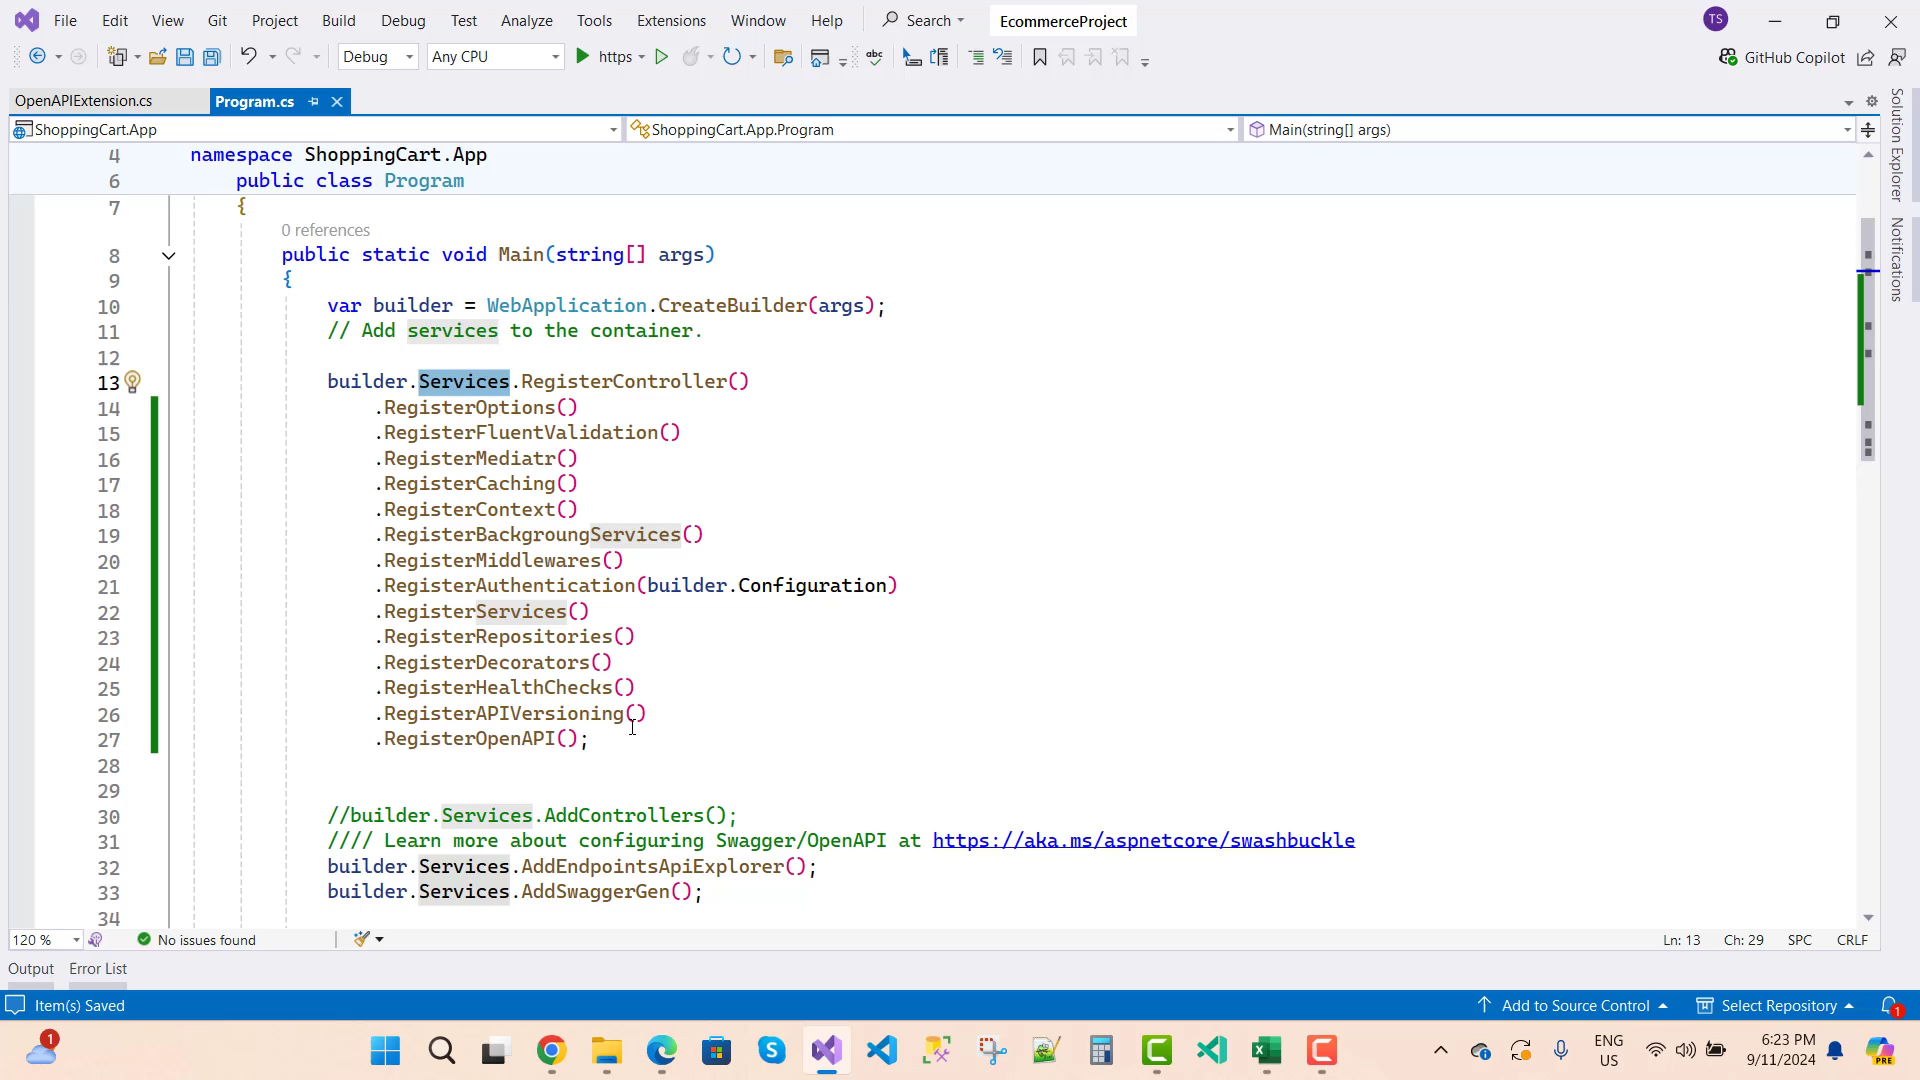 File Edit View Git Project Build Debug Test Analyze Tools Extensions Window Help Search EcommerceProject TS
Debug Any CPU https GitHub Copilot
OpenAPIExtension.cs Program.cs
ShoppingCart.App ShoppingCart.App.Program Main(string[] args)
4 namespace ShoppingCart.App
6 public class Program
7 {
0 references
8 public static void Main(string[] args)
9 {
10 var builder = WebApplication.CreateBuilder(args);
11 // Add services to the container.
12
13 builder.Services.RegisterController()
14 .RegisterOptions()
15 .RegisterFluentValidation()
16 .RegisterMediatr()
17 .RegisterCaching()
18 .RegisterContext()
19 .RegisterBackgroungServices()
20 .RegisterMiddlewares()
21 .RegisterAuthentication(builder.Configuration)
22 .RegisterServices()
23 .RegisterRepositories()
24 .RegisterDecorators()
25 .RegisterHealthChecks()
26 .RegisterAPIVersioning()
27 .RegisterOpenAPI();
28
29
30 //builder.Services.AddControllers();
31 //// Learn more about configuring Swagger/OpenAPI at https://aka.ms/aspnetcore/swashbuckle
32 builder.Services.AddEndpointsApiExplorer();
33 builder.Services.AddSwaggerGen();
34
Solution Explorer
Notifications
120 % No issues found Ln: 13 Ch: 29 SPC CRLF
Output Error List
Item(s) Saved Add to Source Control Select Repository 1
1 ENG US 6:23 PM 9/11/2024 PRE